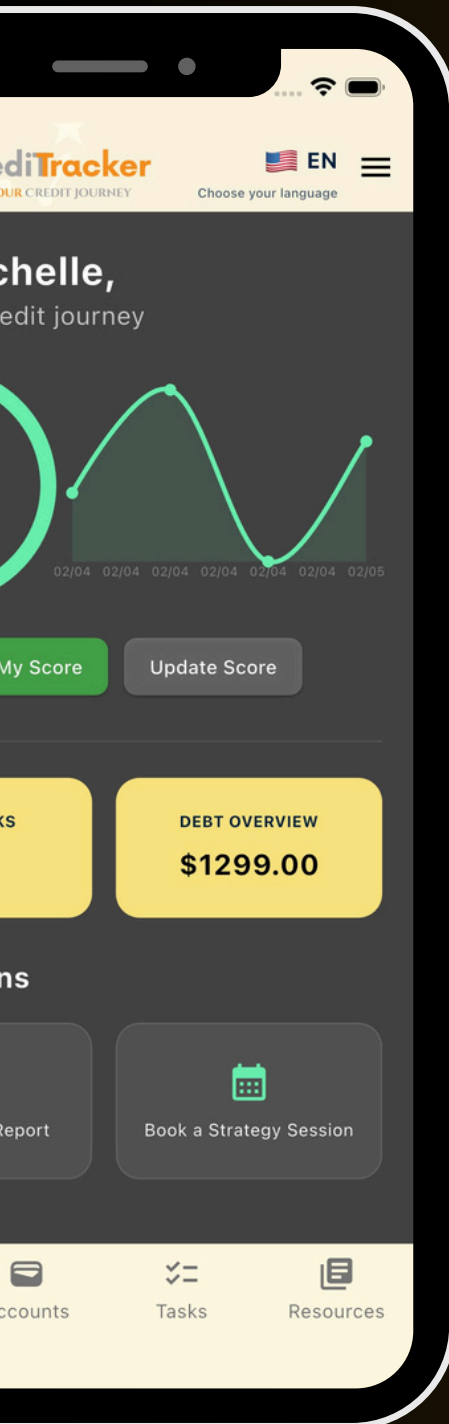 ediTracker
OUR CREDIT JOURNEY
EN
Choose your language
chelle,
edit journey
02/04 02/04 02/04 02/04 02/04 02/04 02/05
My Score
Update Score
KS
DEBT OVERVIEW
$1299.00
ns
Report
Book a Strategy Session
ccounts
Tasks
Resources